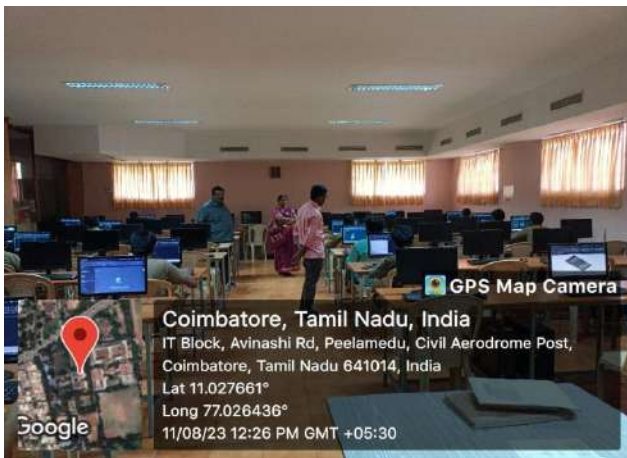 GPS Map Camera
Coimbatore, Tamil Nadu, India
IT Block, Avinashi Rd, Peelamedu, Civil Aerodrome Post,
Coimbatore, Tamil Nadu 641014, India
Lat 11.027661°
Long 77.026436°
11/08/23 12:26 PM GMT +05:30
Google